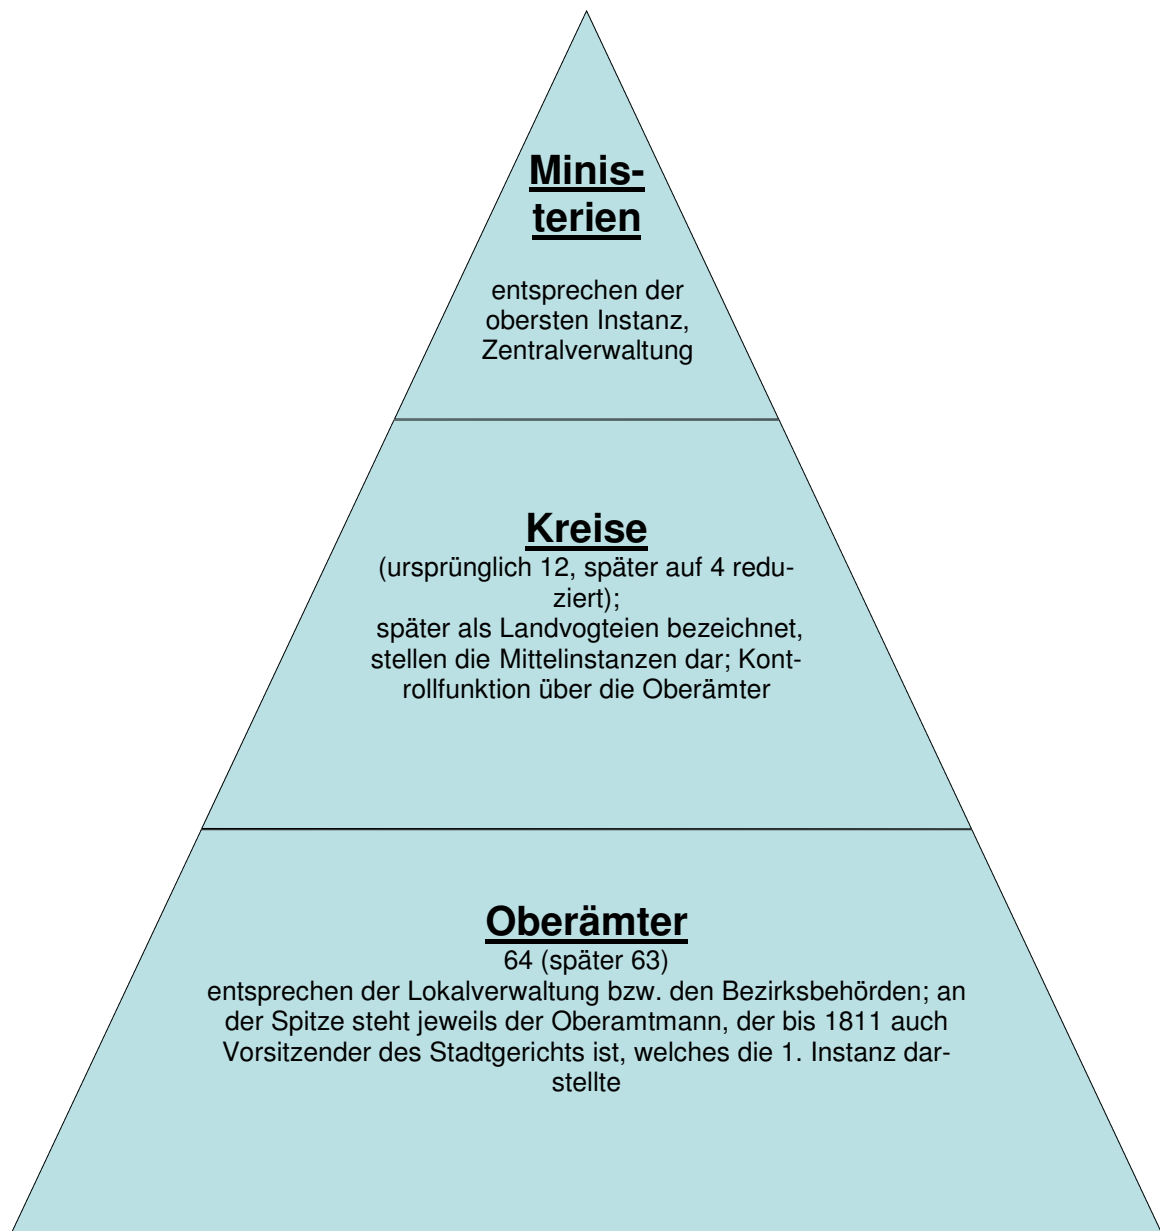 Minis-
terien
entsprechen der
obersten Instanz,
Zentralverwaltung
Kreise
(ursprünglich 12, später auf 4 redu-
ziert);
später als Landvogteien bezeichnet,
stellen die Mittelinstanzen dar; Kont-
rollfunktion über die Oberämter
Oberämter
64 (später 63)
entsprechen der Lokalverwaltung bzw. den Bezirksbehörden; an
der Spitze steht jeweils der Oberamtmann, der bis 1811 auch
Vorsitzender des Stadtgerichts ist, welches die 1. Instanz dar-
stellte